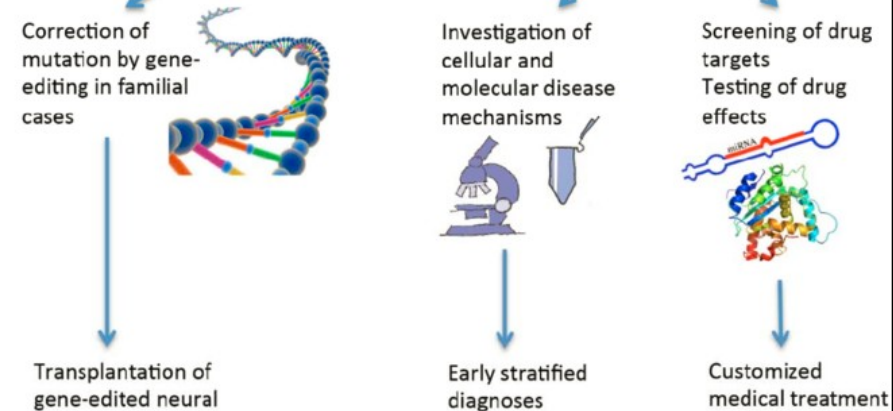 Correction of
mutation by gene-
editing in familial
cases
Investigation of
cellular and
molecular disease
mechanisms
Screening of drug
targets
Testing of drug
effects
miRNA
Transplantation of
gene-edited neural
Early stratified
diagnoses
Customized
medical treatment